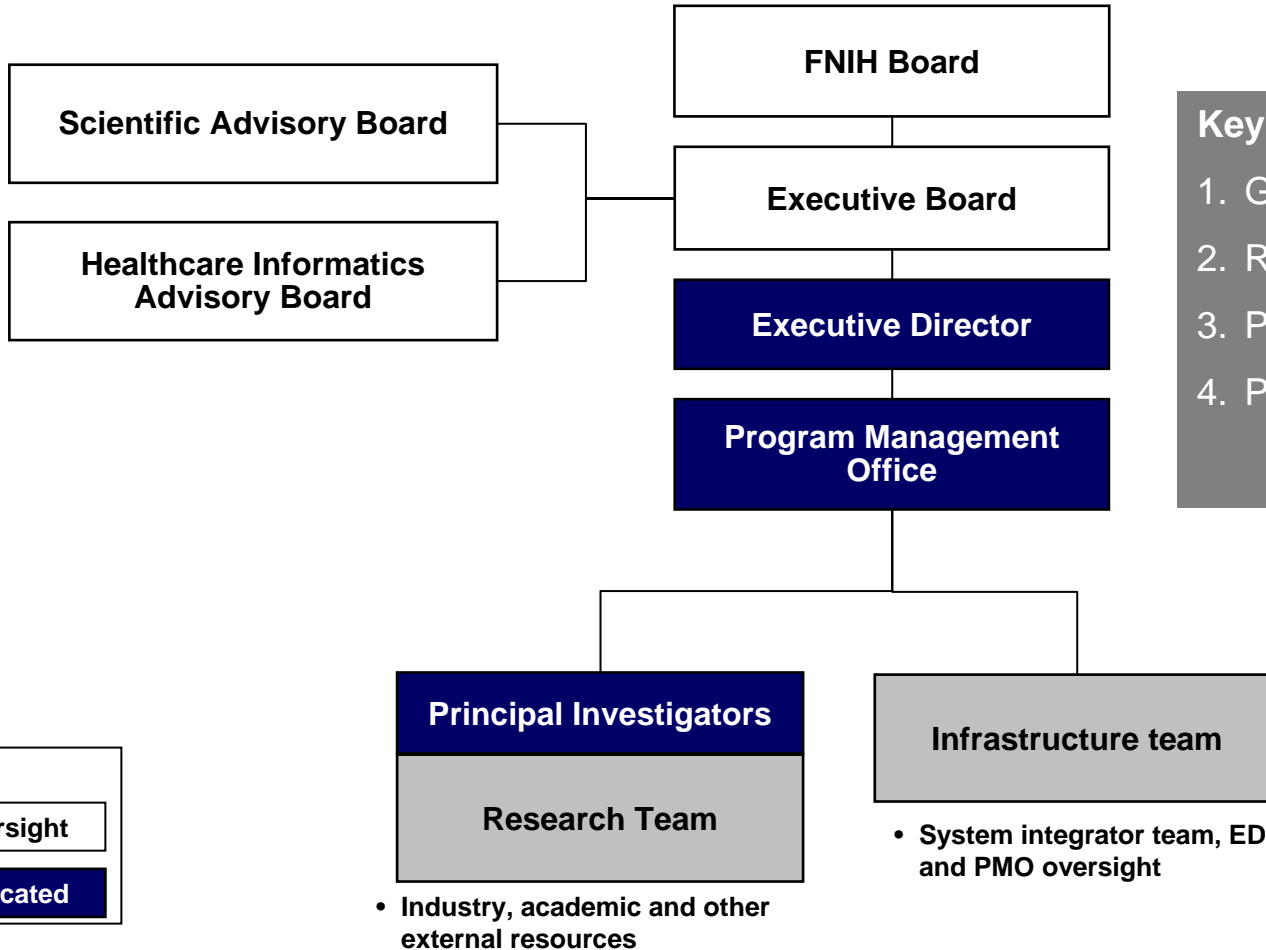 FNIH Board
Scientific Advisory Board
Executive Board
Healthcare Informatics
Advisory Board
Executive Director
Program Management
Office
Key
1. G
2. R
3. P
4. P
Principal Investigators
Research Team
Infrastructure team
• System integrator team, ED
and PMO oversight
• Industry, academic and other
external resources
rsight
cated